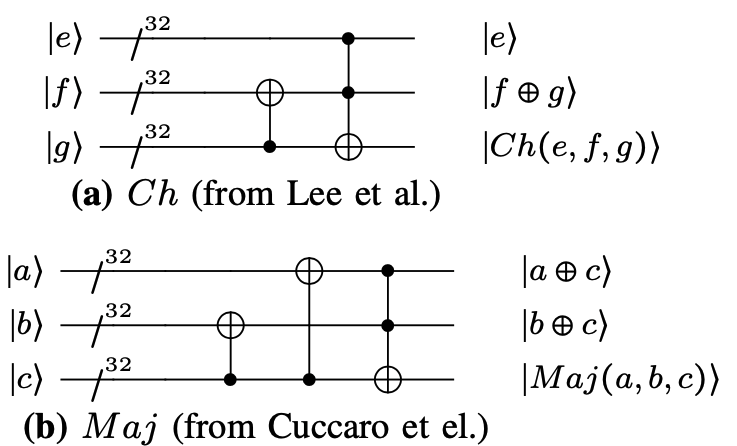 |e⟩ 32 |e⟩
|f⟩ 32 |f ⊕ g⟩
|g⟩ 32 |Ch(e, f, g)⟩
(a) Ch (from Lee et al.)
|a⟩ 32 |a ⊕ c⟩
|b⟩ 32 |b ⊕ c⟩
|c⟩ 32 |Maj(a, b, c)⟩
(b) Maj (from Cuccaro et el.)